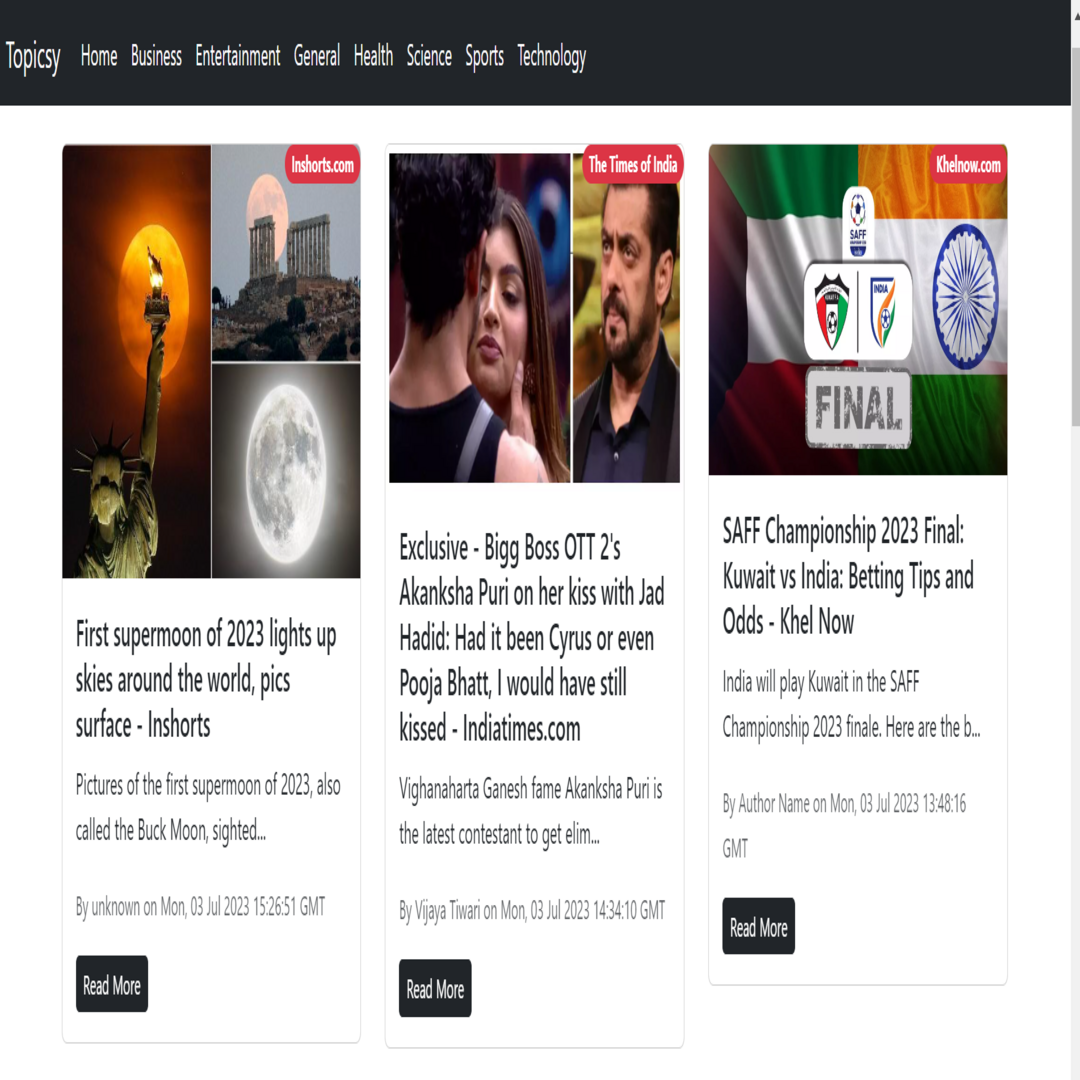 Topicsy Home Business Entertainment General Health Science Sports Technology
Inshorts.com
First supermoon of 2023 lights up
skies around the world, pics
surface - Inshorts
Pictures of the first supermoon of 2023, also
called the Buck Moon, sighted...
By unknown on Mon, 03 Jul 2023 15:26:51 GMT
Read More
The Times of India
Exclusive - Bigg Boss OTT 2's
Akanksha Puri on her kiss with Jad
Hadid: Had it been Cyrus or even
Pooja Bhatt, I would have still
kissed - Indiatimes.com
Vighanaharta Ganesh fame Akanksha Puri is
the latest contestant to get elim...
By Vijaya Tiwari on Mon, 03 Jul 2023 14:34:10 GMT
Read More
Khelnow.com
SAFF
INDIA
FINAL
SAFF Championship 2023 Final:
Kuwait vs India: Betting Tips and
Odds - Khel Now
India will play Kuwait in the SAFF
Championship 2023 finale. Here are the b...
By Author Name on Mon, 03 Jul 2023 13:48:16
GMT
Read More